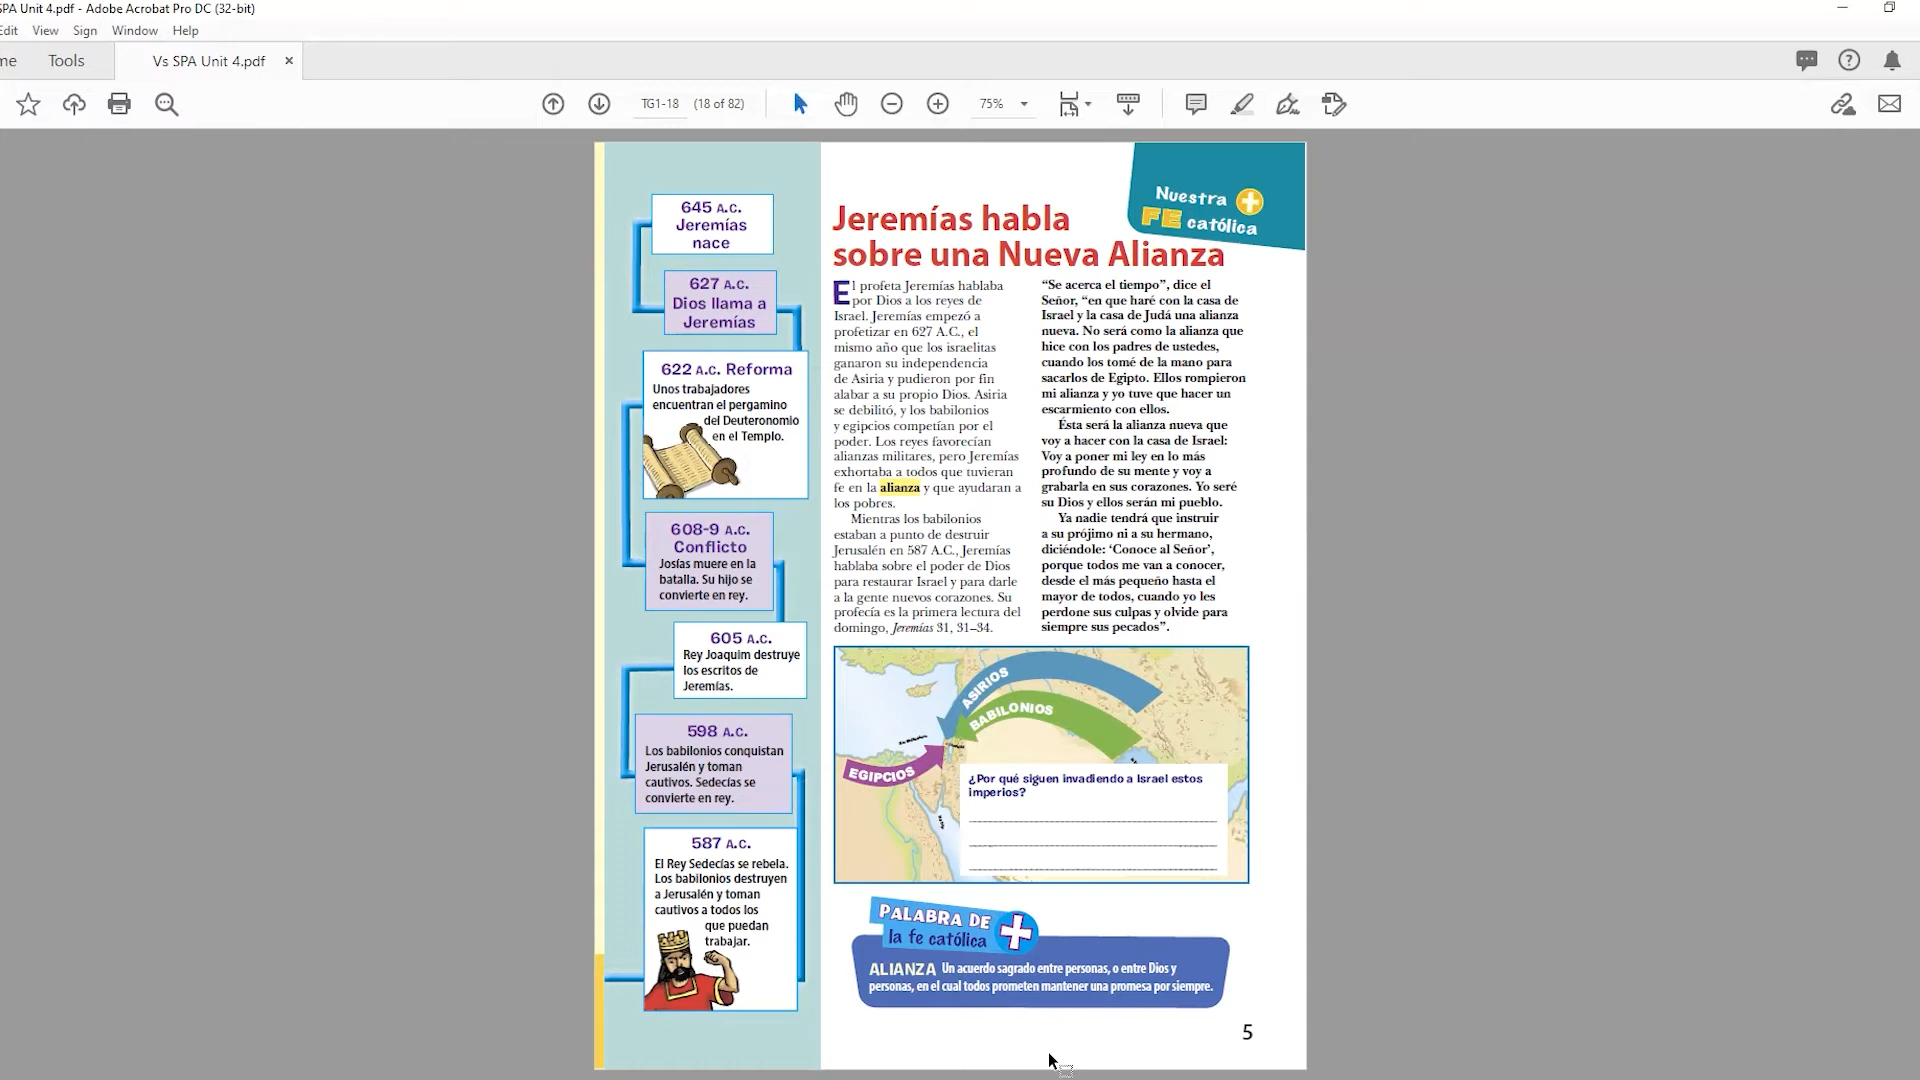 SPA Unit 4.pdf - Adobe Acrobat Pro DC (32-bit)
Edit View Sign Window Help
me Tools Vs SPA Unit 4.pdf ×
TG1-18 (18 of 82) 75%
645 A.C.
Jeremías
nace
627 A.C.
Dios llama a
Jeremías
622 A.C. Reforma
Unos trabajadores
encuentran el pergamino
del Deuteronomio
en el Templo.
608-9 A.C.
Conflicto
Josías muere en la
batalla. Su hijo se
convierte en rey.
605 A.C.
Rey Joaquim destruye
los escritos de
Jeremías.
598 A.C.
Los babilonios conquistan
Jerusalén y toman
cautivos. Sedecías se
convierte en rey.
587 A.C.
El Rey Sedecías se rebela.
Los babilonios destruyen
a Jerusalén y toman
cautivos a todos los
que puedan
trabajar.
Nuestra
FE católica
Jeremías habla
sobre una Nueva Alianza
El profeta Jeremías hablaba
por Dios a los reyes de
Israel. Jeremías empezó a
profetizar en 627 A.C., el
mismo año que los israelitas
ganaron su independencia
de Asiria y pudieron por fin
alabar a su propio Dios. Asiria
se debilitó, y los babilonios
y egipcios competían por el
poder. Los reyes favorecían
alianzas militares, pero Jeremías
exhortaba a todos que tuvieran
fe en la alianza y que ayudaran a
los pobres.
Mientras los babilonios
estaban a punto de destruir
Jerusalén en 587 A.C., Jeremías
hablaba sobre el poder de Dios
para restaurar Israel y para darle
a la gente nuevos corazones. Su
profecía es la primera lectura del
domingo, Jeremías 31, 31–34.
“Se acerca el tiempo”, dice el
Señor, “en que haré con la casa de
Israel y la casa de Judá una alianza
nueva. No será como la alianza que
hice con los padres de ustedes,
cuando los tomé de la mano para
sacarlos de Egipto. Ellos rompieron
mi alianza y yo tuve que hacer un
escarmiento con ellos.
Ésta será la alianza nueva que
voy a hacer con la casa de Israel:
Voy a poner mi ley en lo más
profundo de su mente y voy a
grabarla en sus corazones. Yo seré
su Dios y ellos serán mi pueblo.
Ya nadie tendrá que instruir
a su prójimo ni a su hermano,
diciéndole: ‘Conoce al Señor’,
porque todos me van a conocer,
desde el más pequeño hasta el
mayor de todos, cuando yo les
perdone sus culpas y olvide para
siempre sus pecados”.
ASIRIOS
BABILONIOS
EGIPCIOS
¿Por qué siguen invadiendo a Israel estos
imperios?
PALABRA DE
la fe católica
ALIANZA Un acuerdo sagrado entre personas, o entre Dios y
personas, en el cual todos prometen mantener una promesa por siempre.
5